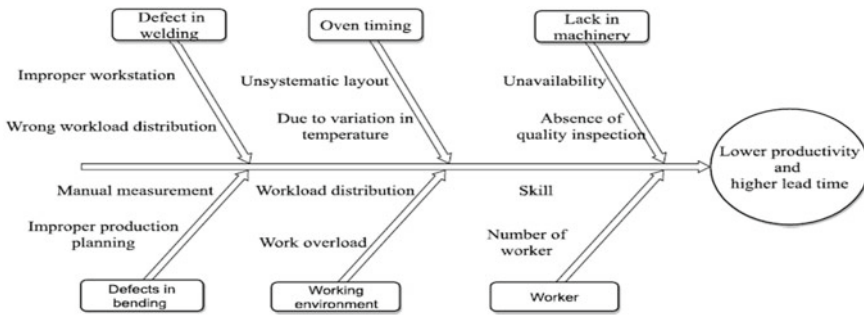 Defect in
welding
Oven timing
Lack in
machinery
Improper workstation
Unsystematic layout
Unavailability
Wrong workload distribution
Due to variation in
temperature
Absence of
quality inspection
Lower productivity
and
higher lead time
Manual measurement
Workload distribution
Skill
Improper production
planning
Work overload
Number of
worker
Defects in
bending
Working
environment
Worker